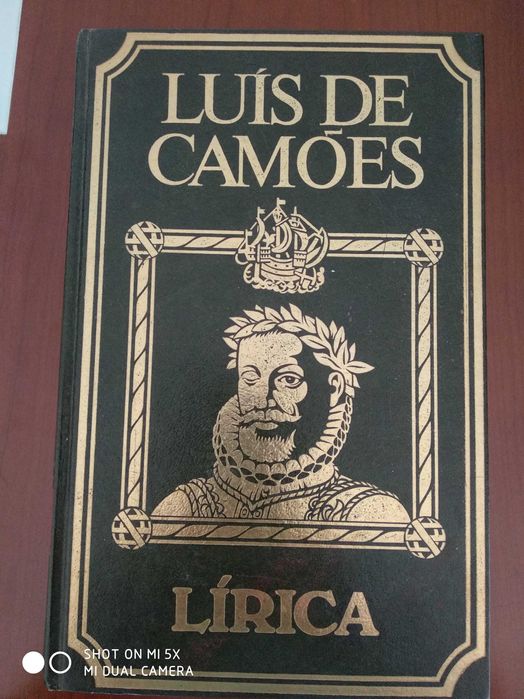 LUÍS DE
CAMÕES
LÍRICA
SHOT ON MI 5X
MI DUAL CAMERA